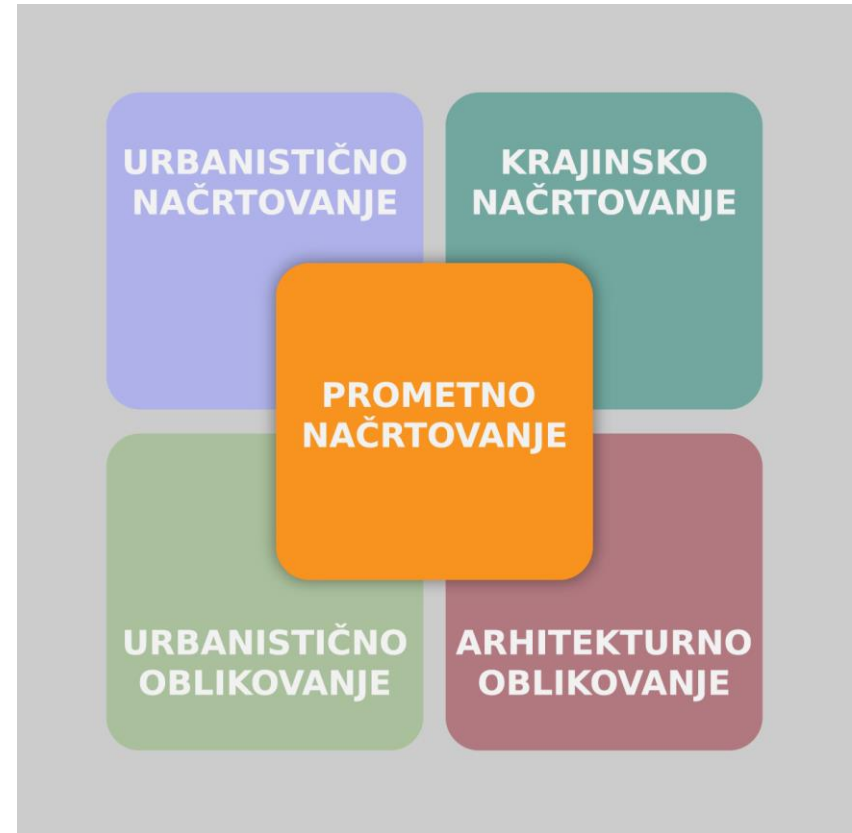 URBANISTIČNO
NAČRTOVANJE
KRAJINSKO
NAČRTOVANJE
PROMETNO
NAČRTOVANJE
URBANISTIČNO
OBLIKOVANJE
ARHITEKTURNO
OBLIKOVANJE